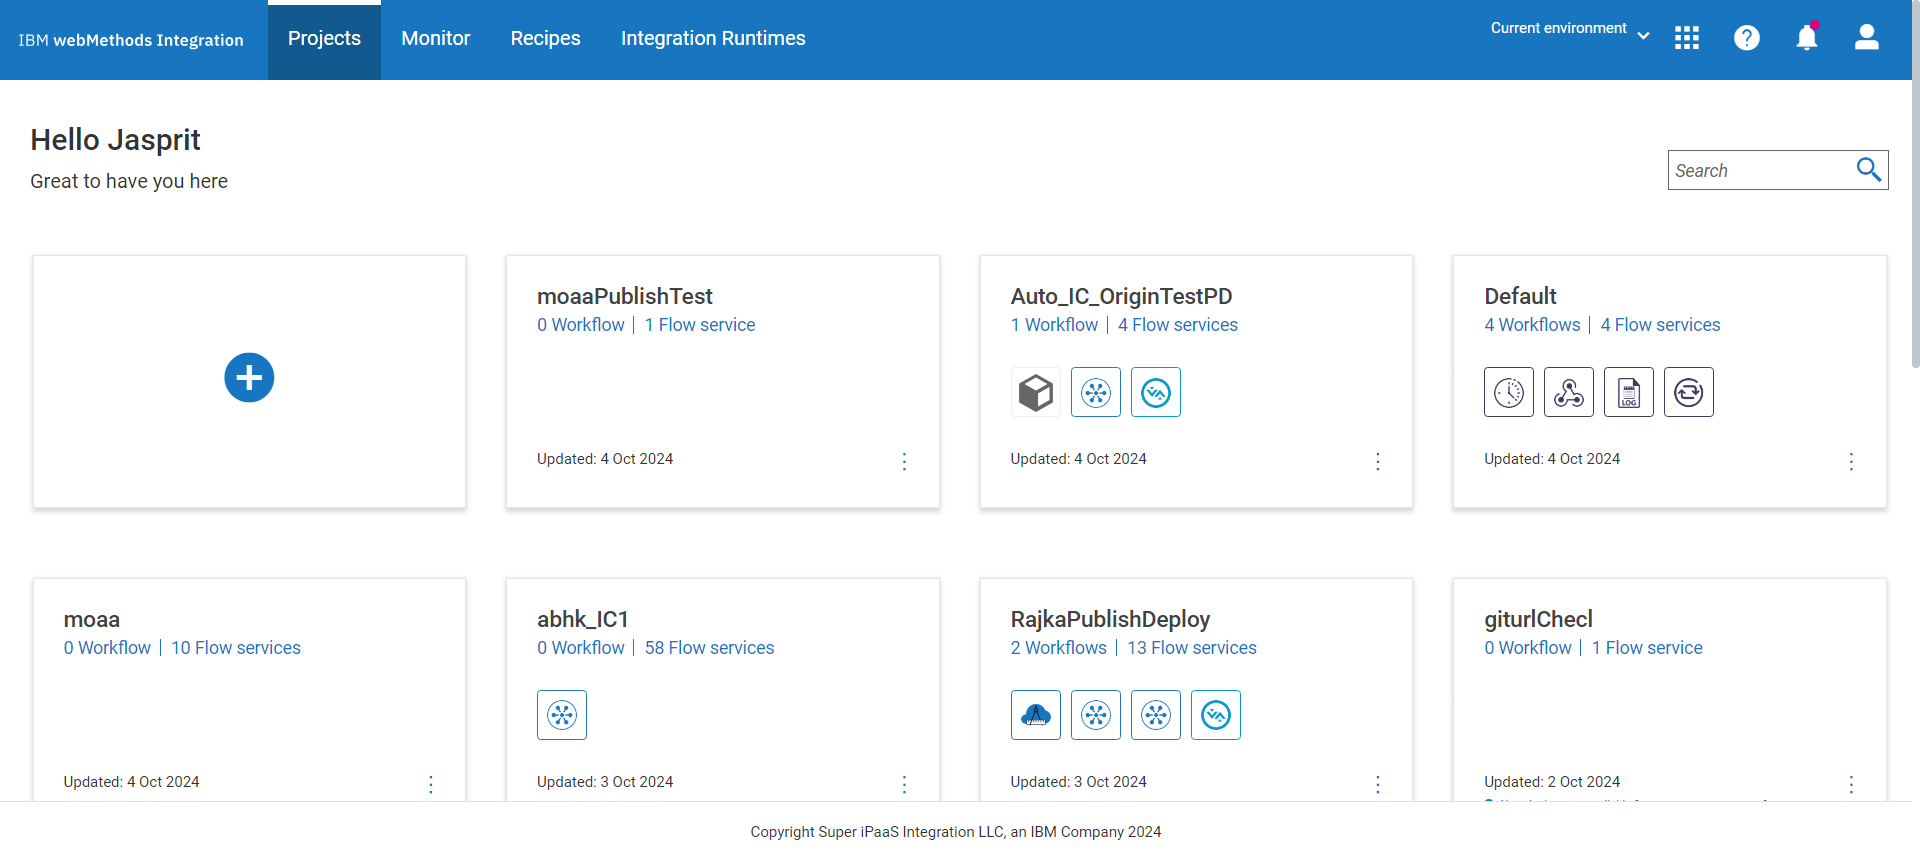 IBM webMethods Integration
Projects
Monitor
Recipes
Integration Runtimes
Current environment
Hello Jasprit
Great to have you here
Search
moaaPublishTest
0 Workflow | 1 Flow service
Updated: 4 Oct 2024
Auto_IC_OriginTestPD
1 Workflow | 4 Flow services
Updated: 4 Oct 2024
Default
4 Workflows | 4 Flow services
LOG
Updated: 4 Oct 2024
moaa
0 Workflow | 10 Flow services
Updated: 4 Oct 2024
abhk_IC1
0 Workflow | 58 Flow services
Updated: 3 Oct 2024
RajkaPublishDeploy
2 Workflows | 13 Flow services
Updated: 3 Oct 2024
giturlChecl
0 Workflow | 1 Flow service
Updated: 2 Oct 2024
Copyright Super iPaaS Integration LLC, an IBM Company 2024